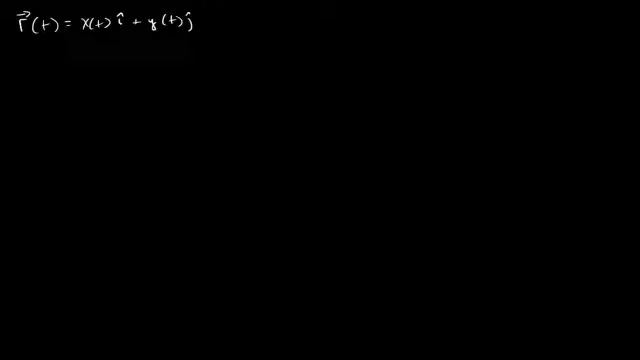 r⃗(t) = x(t) î + y(t) ĵ